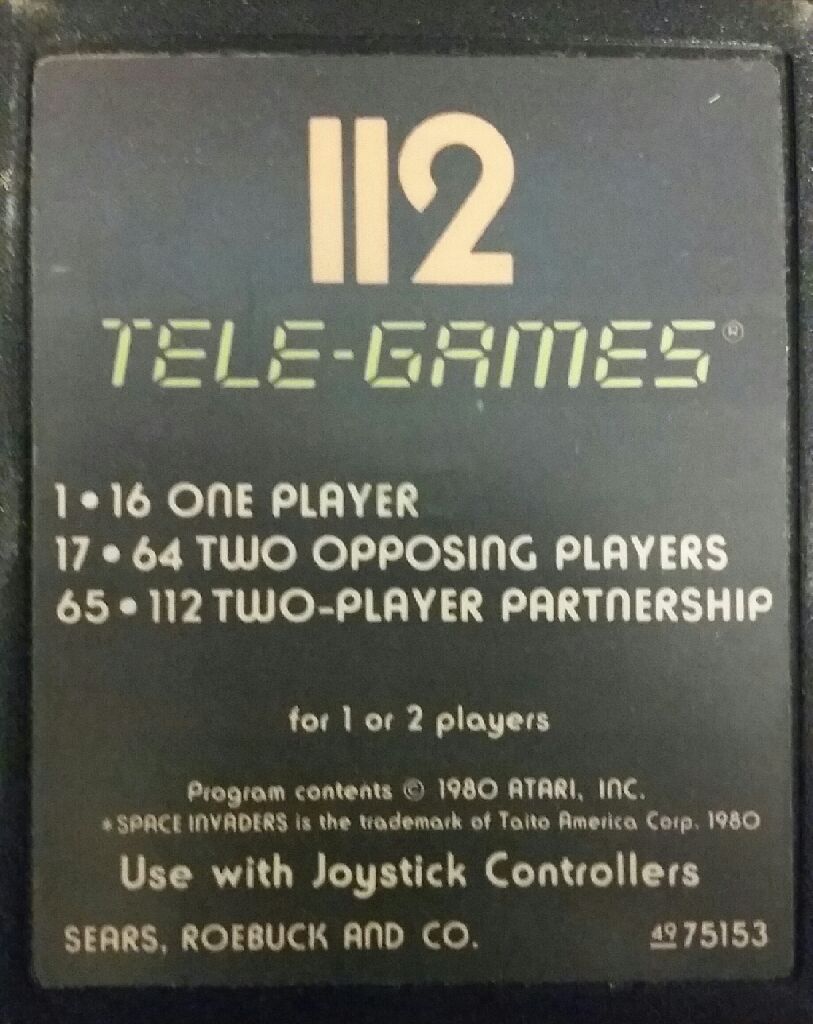 112
TELE-GAMES®
1 • 16 ONE PLAYER
17 • 64 TWO OPPOSING PLAYERS
65 • 112 TWO-PLAYER PARTNERSHIP
for 1 or 2 players
Program contents © 1980 ATARI, INC.
*SPACE INVADERS is the trademark of Taito America Corp. 1980
Use with Joystick Controllers
SEARS, ROEBUCK AND CO. 49 75153